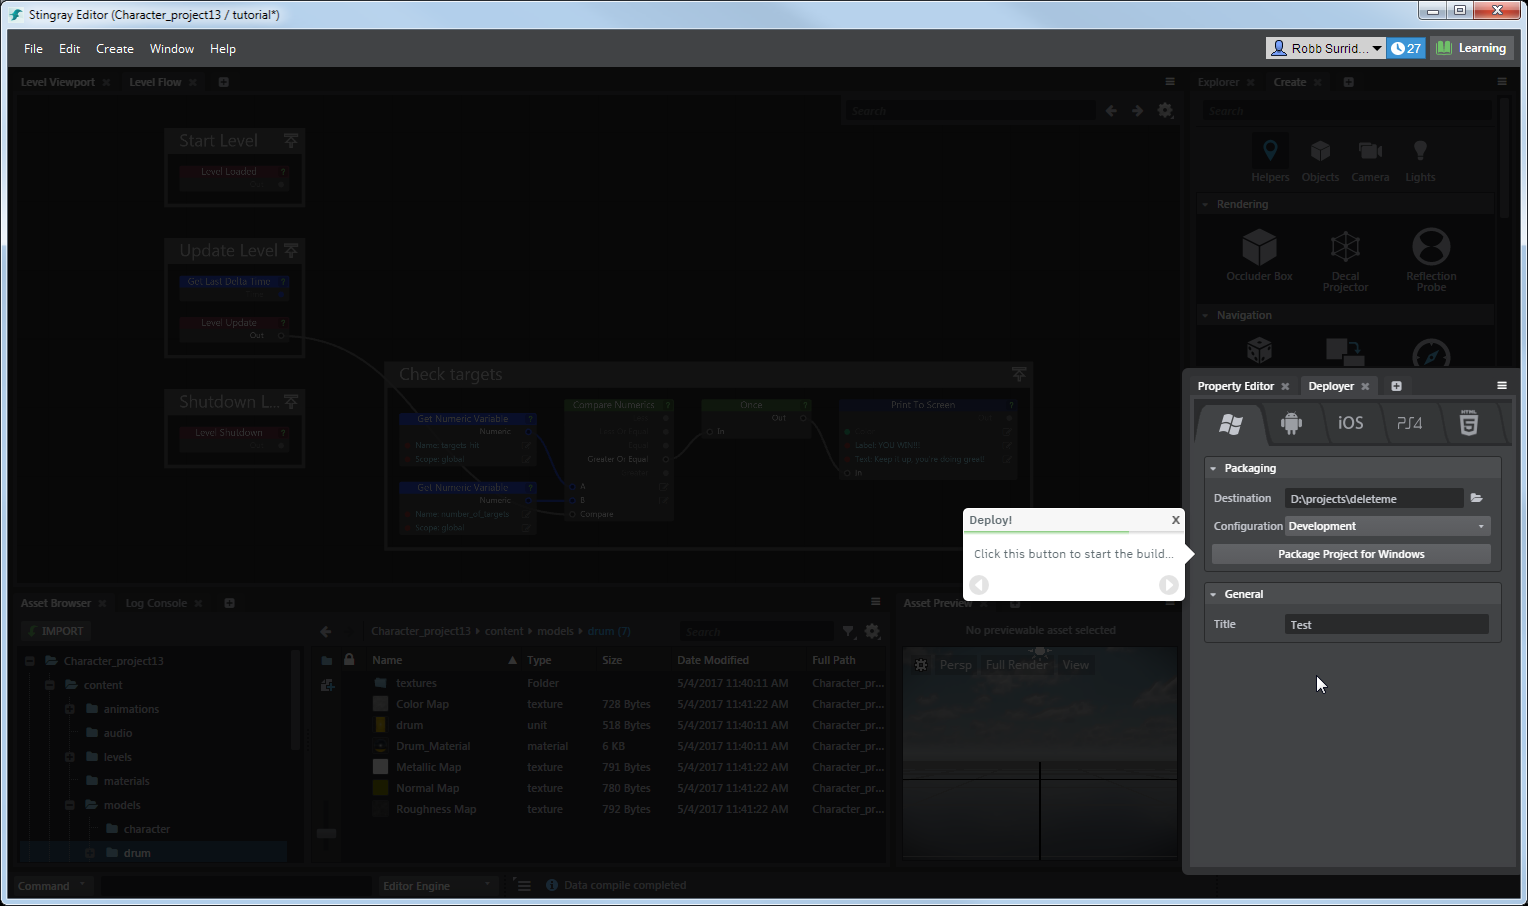 Stingray Editor (Character_project13 / tutorial*)
File Edit Create Window Help
Robb Surrid... 27 Learning
Level Viewport Level Flow
Search
Start Level
Level Loaded ?
Update Level
Get Last Delta Time ?
Level Update ?
Out
Shutdown L...
Level Shutdown ?
Check targets
Get Numeric Variable ?
Numeric
Name: targets_hit
Scope: global
Get Numeric Variable ?
Numeric
Name: number_of_targets
Scope: global
Compare Numerics ?
Greater Or Equal
A
B
Compare
Once ?
Out
In
Print To Screen ?
Label: YOU WIN!!!
Text: Keep it up, you're doing great!
In
Explorer Create
Search
Helpers Objects Camera Lights
Rendering
Occluder Box
Decal Projector
Reflection Probe
Navigation
Property Editor Deployer
iOS PS4 HTML 5
Packaging
Destination D:\projects\deleteme
Configuration Development
Package Project for Windows
General
Title Test
Deploy! X
Click this button to start the build...
Asset Browser Log Console
IMPORT
Character_project13
content
animations
audio
levels
materials
models
character
drum
Character_project13 content models drum (7)
Search
Name Type Size Date Modified Full Path
textures Folder 5/4/2017 11:40:11 AM Character_pr...
Color Map texture 728 Bytes 5/4/2017 11:41:22 AM Character_pr...
drum unit 518 Bytes 5/4/2017 11:40:11 AM Character_pr...
Drum_Material material 6 KB 5/4/2017 11:40:11 AM Character_pr...
Metallic Map texture 791 Bytes 5/4/2017 11:41:22 AM Character_pr...
Normal Map texture 780 Bytes 5/4/2017 11:41:22 AM Character_pr...
Roughness Map texture 792 Bytes 5/4/2017 11:41:22 AM Character_pr...
Asset Preview
No previewable asset selected
Persp Full Render View
Command Editor Engine Data compile completed